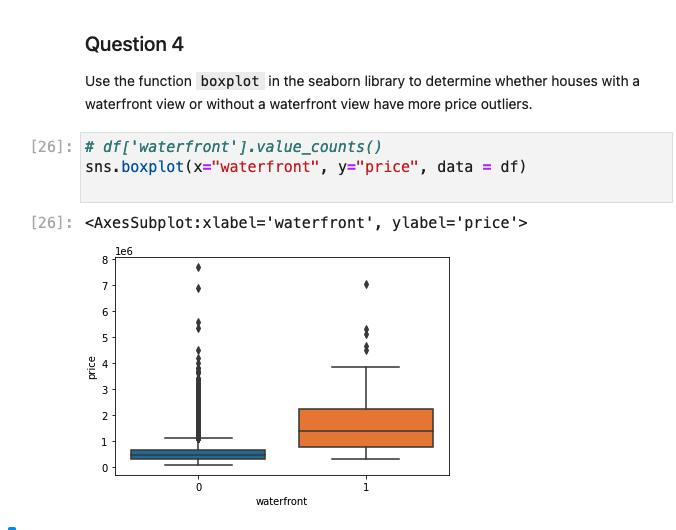 Question 4
Use the function boxplot in the seaborn library to determine whether houses with a
waterfront view or without a waterfront view have more price outliers.
[26]: # df['waterfront'].value_counts()
sns.boxplot(x="waterfront", y="price", data = df)
[26]: <AxesSubplot:xlabel='waterfront', ylabel='price'>
1e6
8
7
6
5
4
3
2
1
0
price
0 1
waterfront